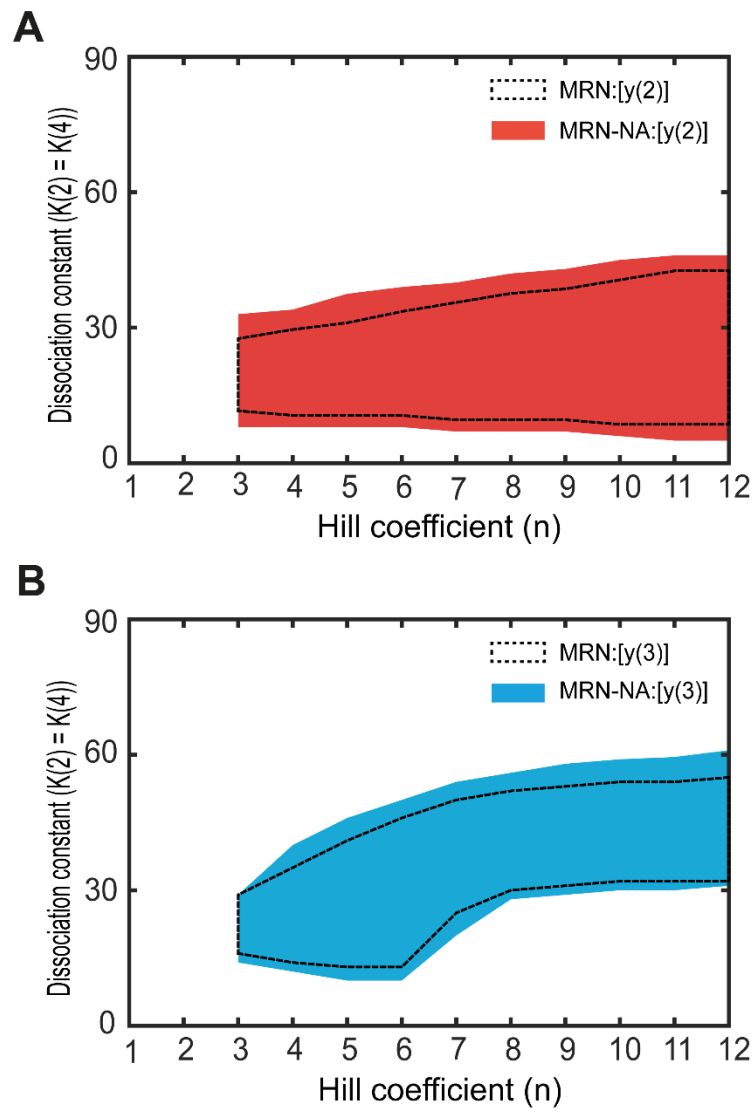 A
90
60
30
0
Dissociation constant (K(2) = K(4))
MRN:[y(2)]
MRN-NA:[y(2)]
1 2 3 4 5 6 7 8 9 10 11 12
Hill coefficient (n)
B
90
60
30
0
Dissociation constant (K(2) = K(4))
MRN:[y(3)]
MRN-NA:[y(3)]
1 2 3 4 5 6 7 8 9 10 11 12
Hill coefficient (n)